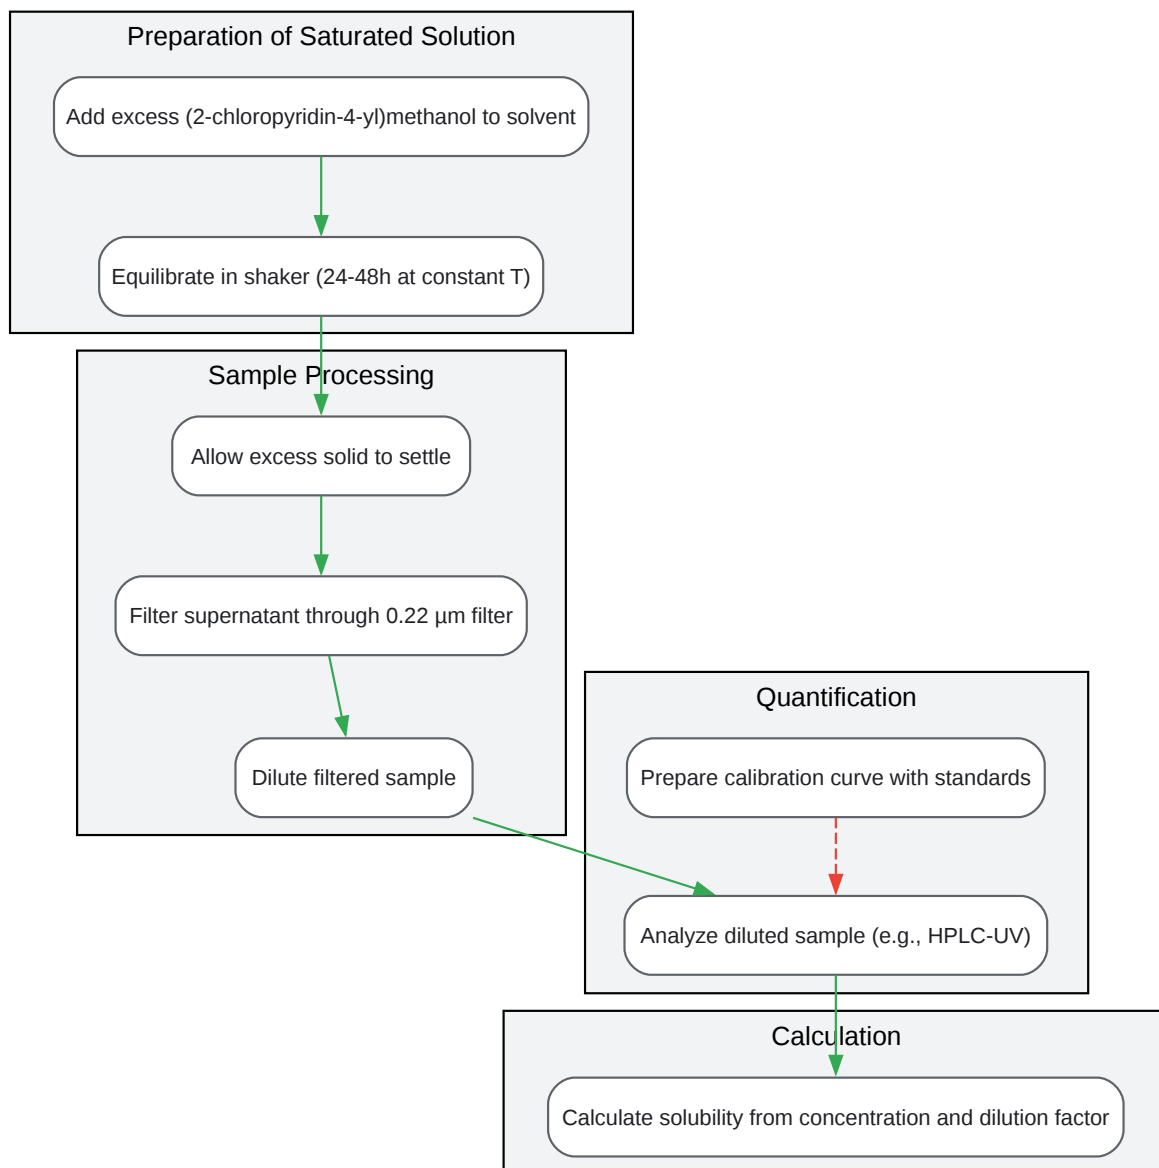 Preparation of Saturated Solution
Add excess (2-chloropyridin-4-yl)methanol to solvent
Equilibrate in shaker (24-48h at constant T)
Sample Processing
Allow excess solid to settle
Filter supernatant through 0.22 µm filter
Dilute filtered sample
Quantification
Prepare calibration curve with standards
Analyze diluted sample (e.g., HPLC-UV)
Calculation
Calculate solubility from concentration and dilution factor